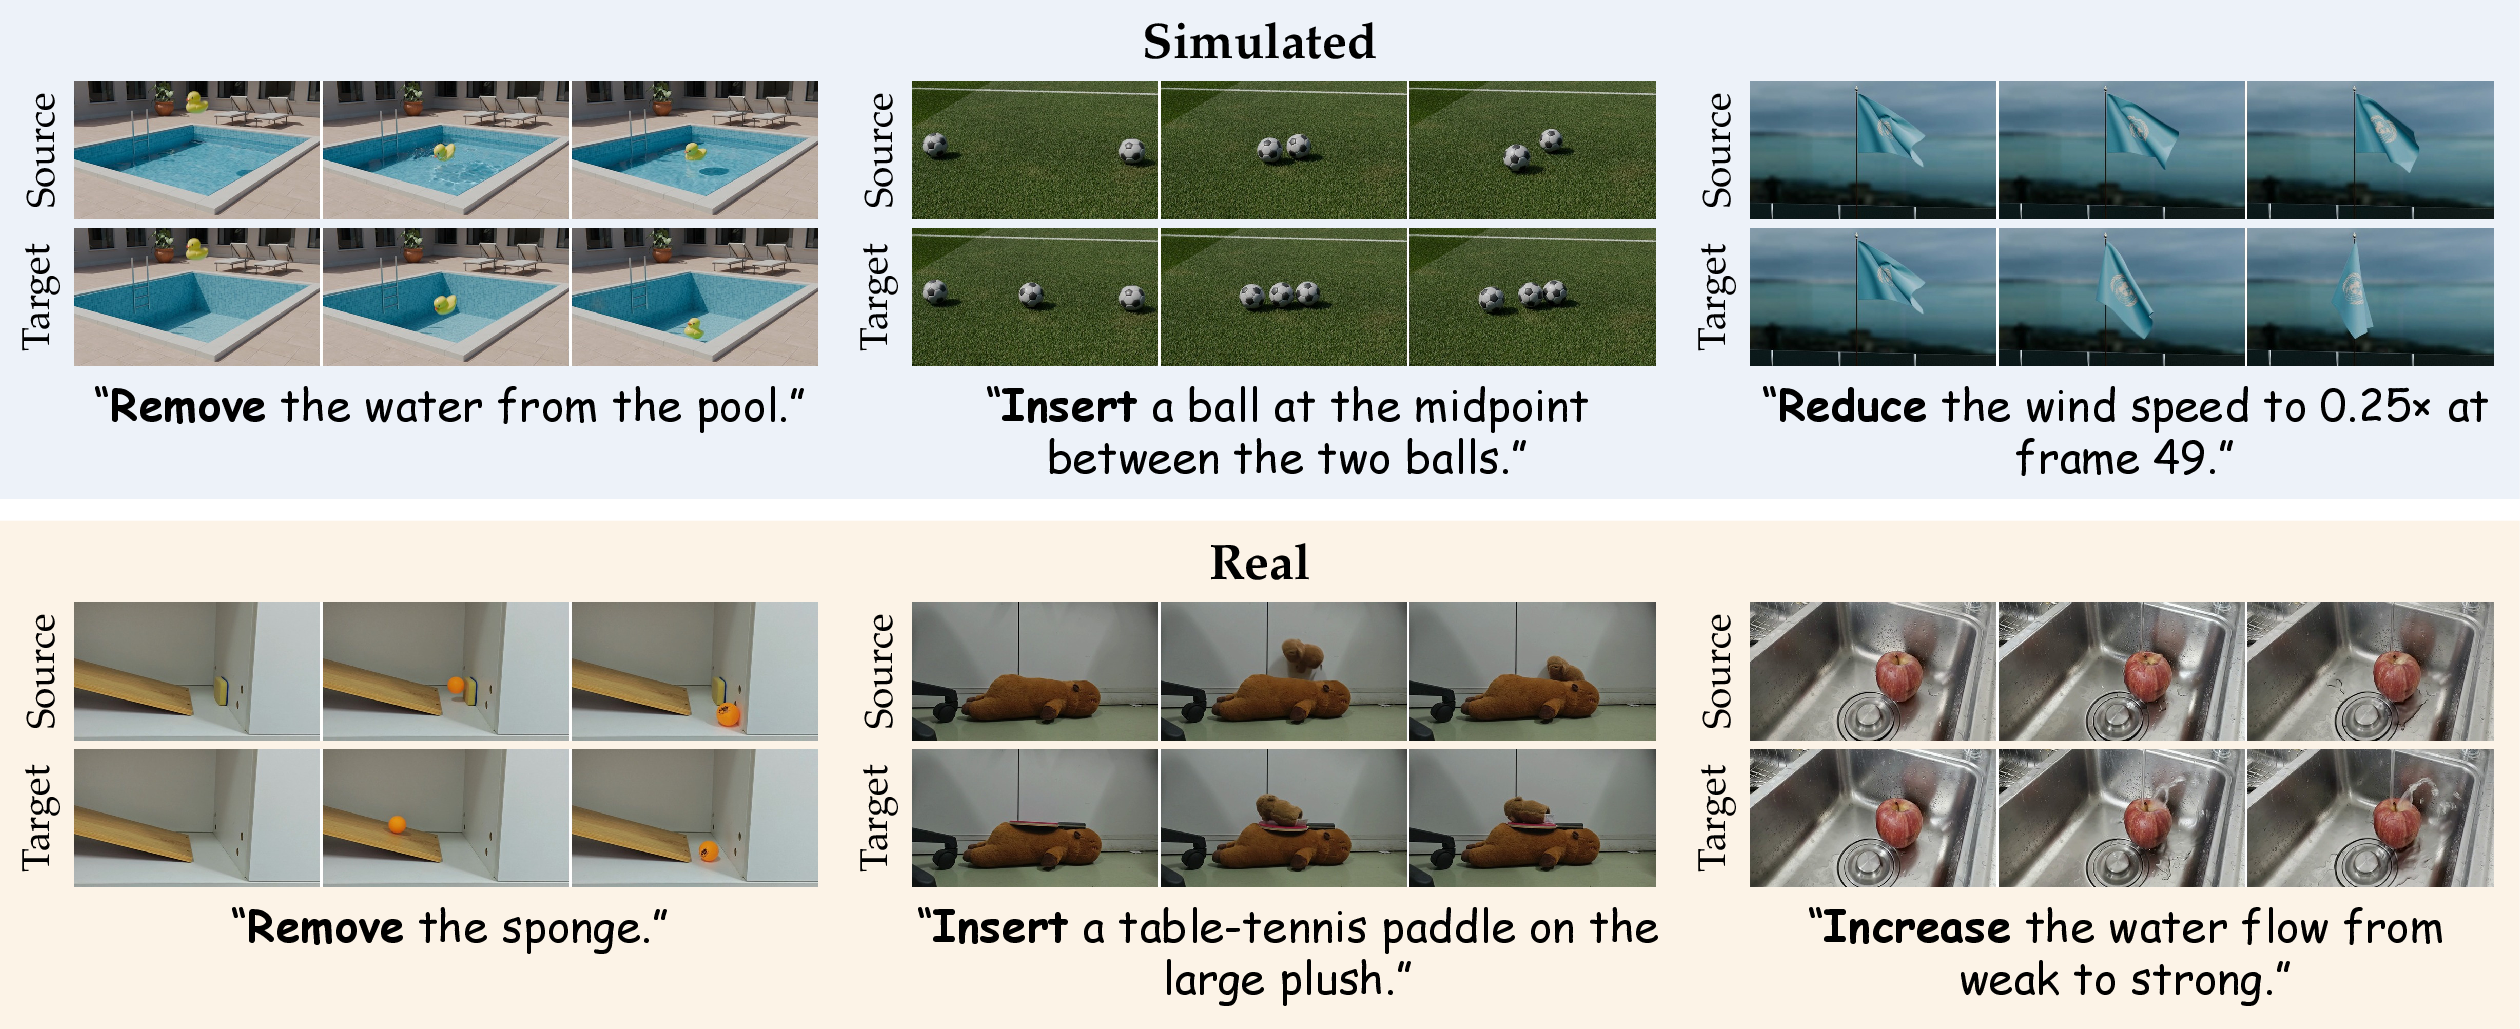 Simulated
Source
Target
"Remove the water from the pool."
Source
Target
"Insert a ball at the midpoint
between the two balls."
Source
Target
"Reduce the wind speed to 0.25× at
frame 49."
Real
Source
Target
"Remove the sponge."
Source
Target
"Insert a table-tennis paddle on the
large plush."
Source
Target
"Increase the water flow from
weak to strong."